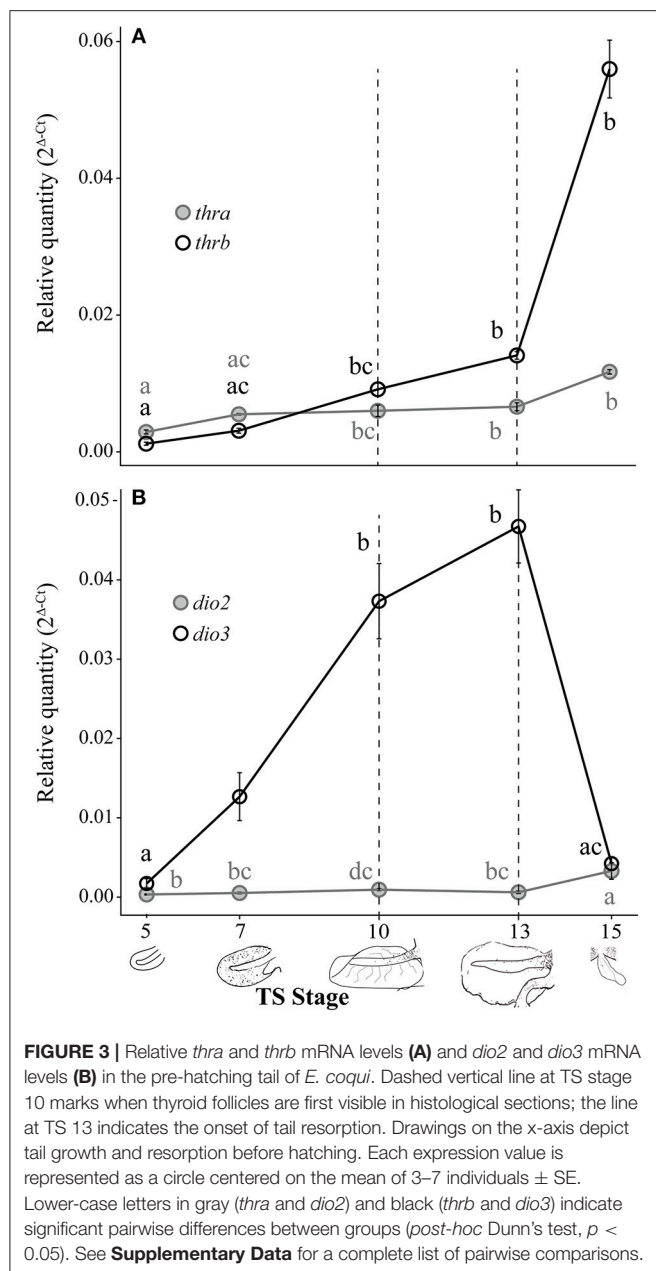 A
0.06
0.04
0.02
0.00
Relative quantity (2^Δ-Ct)
thra
thrb
a
a
ac
ac
bc
bc
b
b
b
b
B
0.05
0.04
0.03
0.02
0.01
0.00
Relative quantity (2^Δ-Ct)
dio2
dio3
a
b
bc
b
dc
b
bc
ac
a
5 7 10 13 15
TS Stage
FIGURE 3 | Relative thra and thrb mRNA levels (A) and dio2 and dio3 mRNA
levels (B) in the pre-hatching tail of E. coqui. Dashed vertical line at TS stage
10 marks when thyroid follicles are first visible in histological sections; the line
at TS 13 indicates the onset of tail resorption. Drawings on the x-axis depict
tail growth and resorption before hatching. Each expression value is
represented as a circle centered on the mean of 3–7 individuals ± SE.
Lower-case letters in gray (thra and dio2) and black (thrb and dio3) indicate
significant pairwise differences between groups (post-hoc Dunn's test, p <
0.05). See Supplementary Data for a complete list of pairwise comparisons.